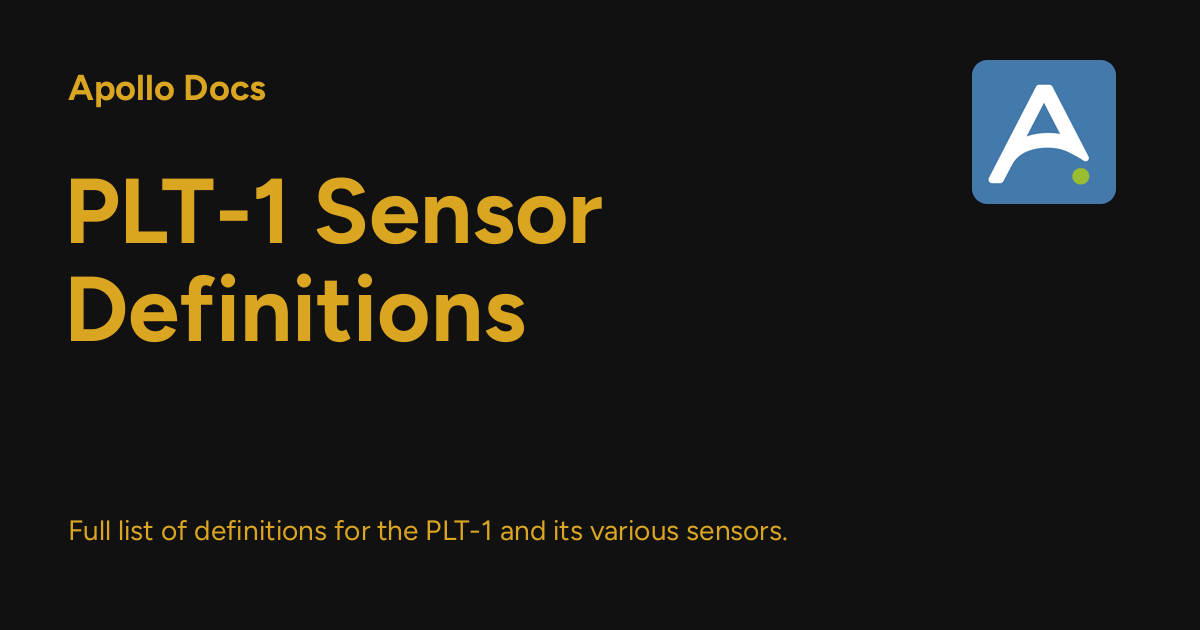 Apollo Docs
PLT-1 Sensor
Definitions
Full list of definitions for the PLT-1 and its various sensors.